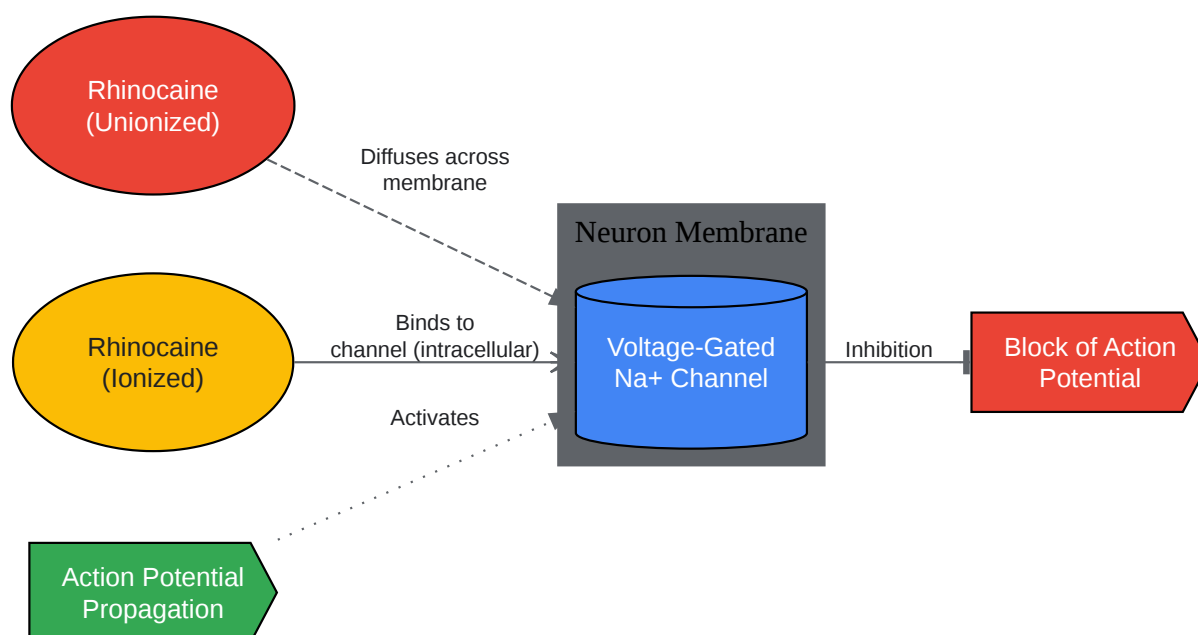 Rhinocaine
(Unionized)
Diffuses across
membrane
Neuron Membrane
Rhinocaine
(Ionized)
Binds to
channel (intracellular)
Voltage-Gated
Na+ Channel
Inhibition
Block of Action
Potential
Activates
Action Potential
Propagation